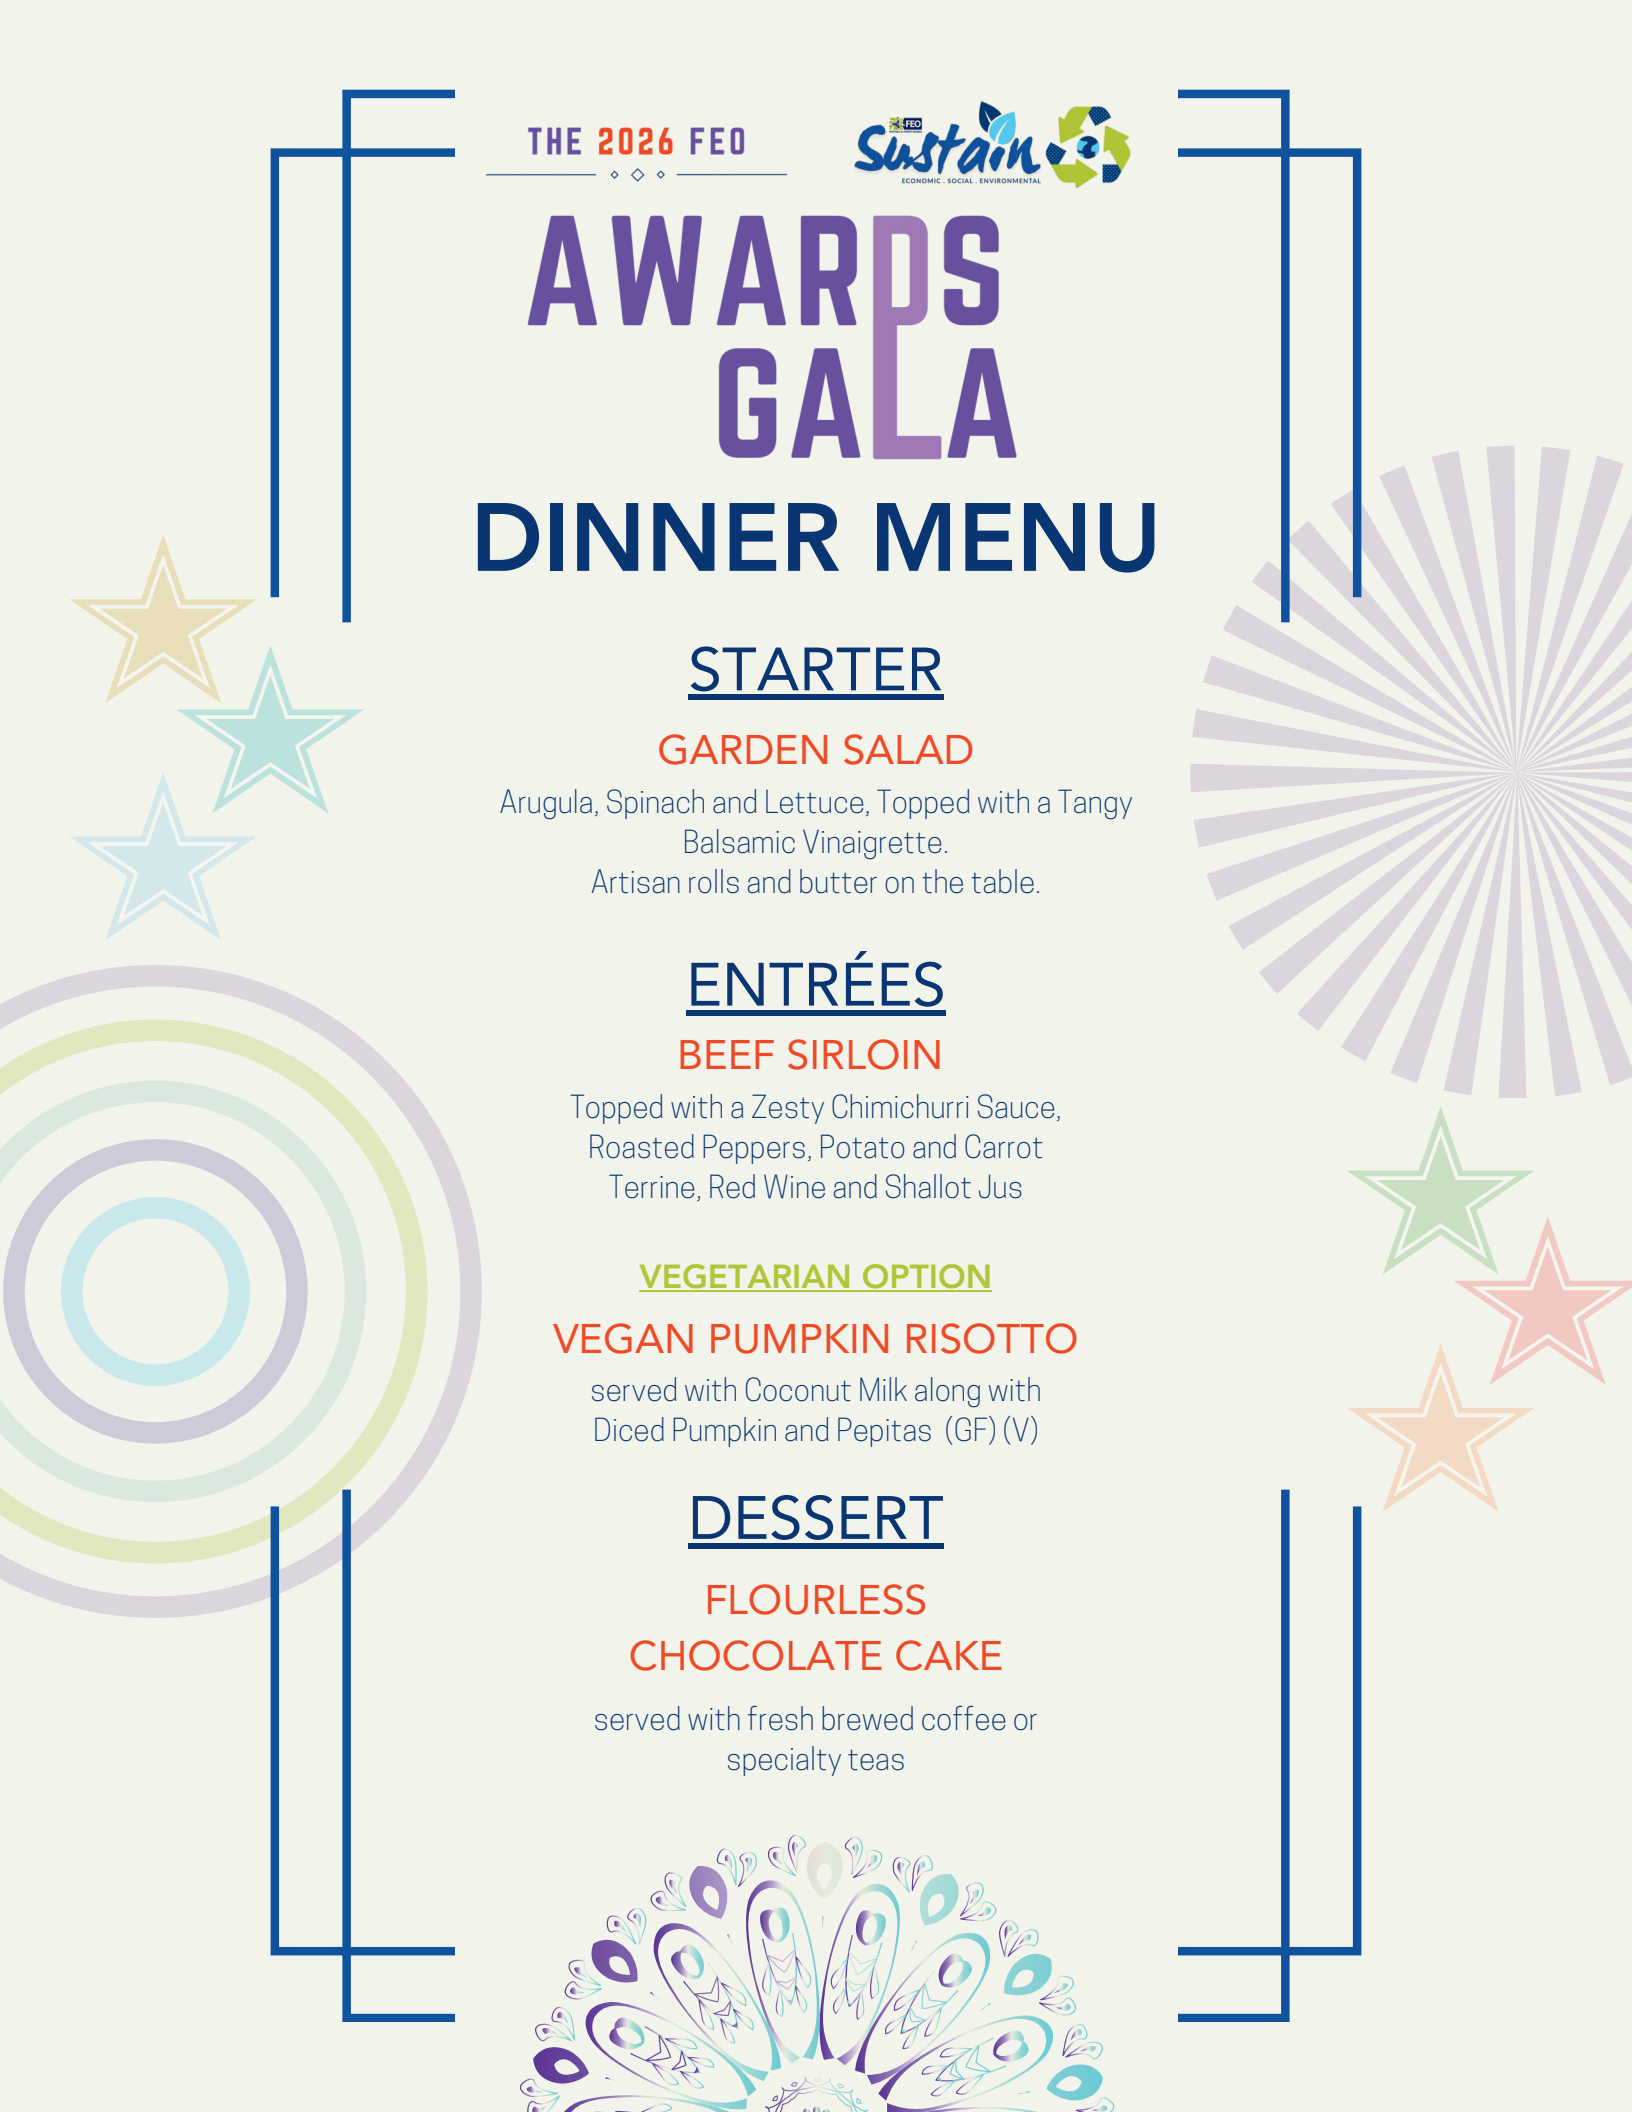 THE 2026 FEO
FEO
Sustain
ECONOMIC . SOCIAL . ENVIRONMENTAL
AWARDS
GALA
DINNER MENU
STARTER
GARDEN SALAD
Arugula, Spinach and Lettuce, Topped with a Tangy
Balsamic Vinaigrette.
Artisan rolls and butter on the table.
ENTRÉES
BEEF SIRLOIN
Topped with a Zesty Chimichurri Sauce,
Roasted Peppers, Potato and Carrot
Terrine, Red Wine and Shallot Jus
VEGETARIAN OPTION
VEGAN PUMPKIN RISOTTO
served with Coconut Milk along with
Diced Pumpkin and Pepitas (GF) (V)
DESSERT
FLOURLESS
CHOCOLATE CAKE
served with fresh brewed coffee or
specialty teas